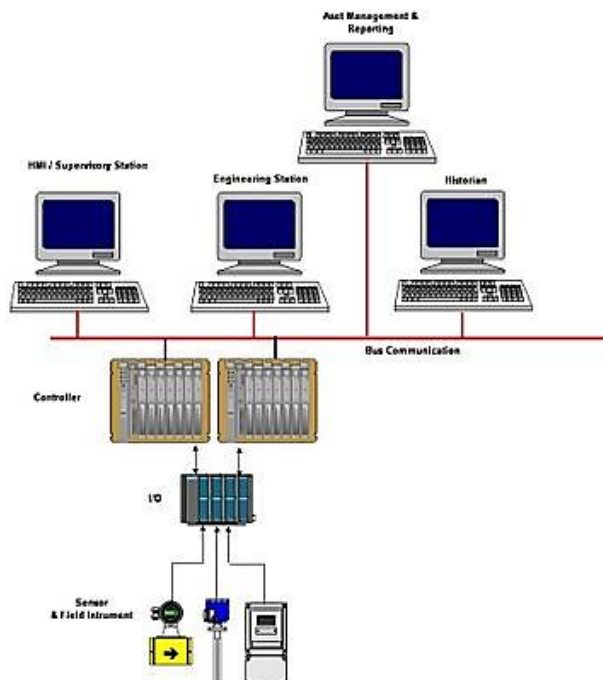 Aset Management &
Reporting
HMI / Supervisory Station
Engineering Station
Historian
Bus Communication
Controller
I/O
Sensor
& Field Intrument